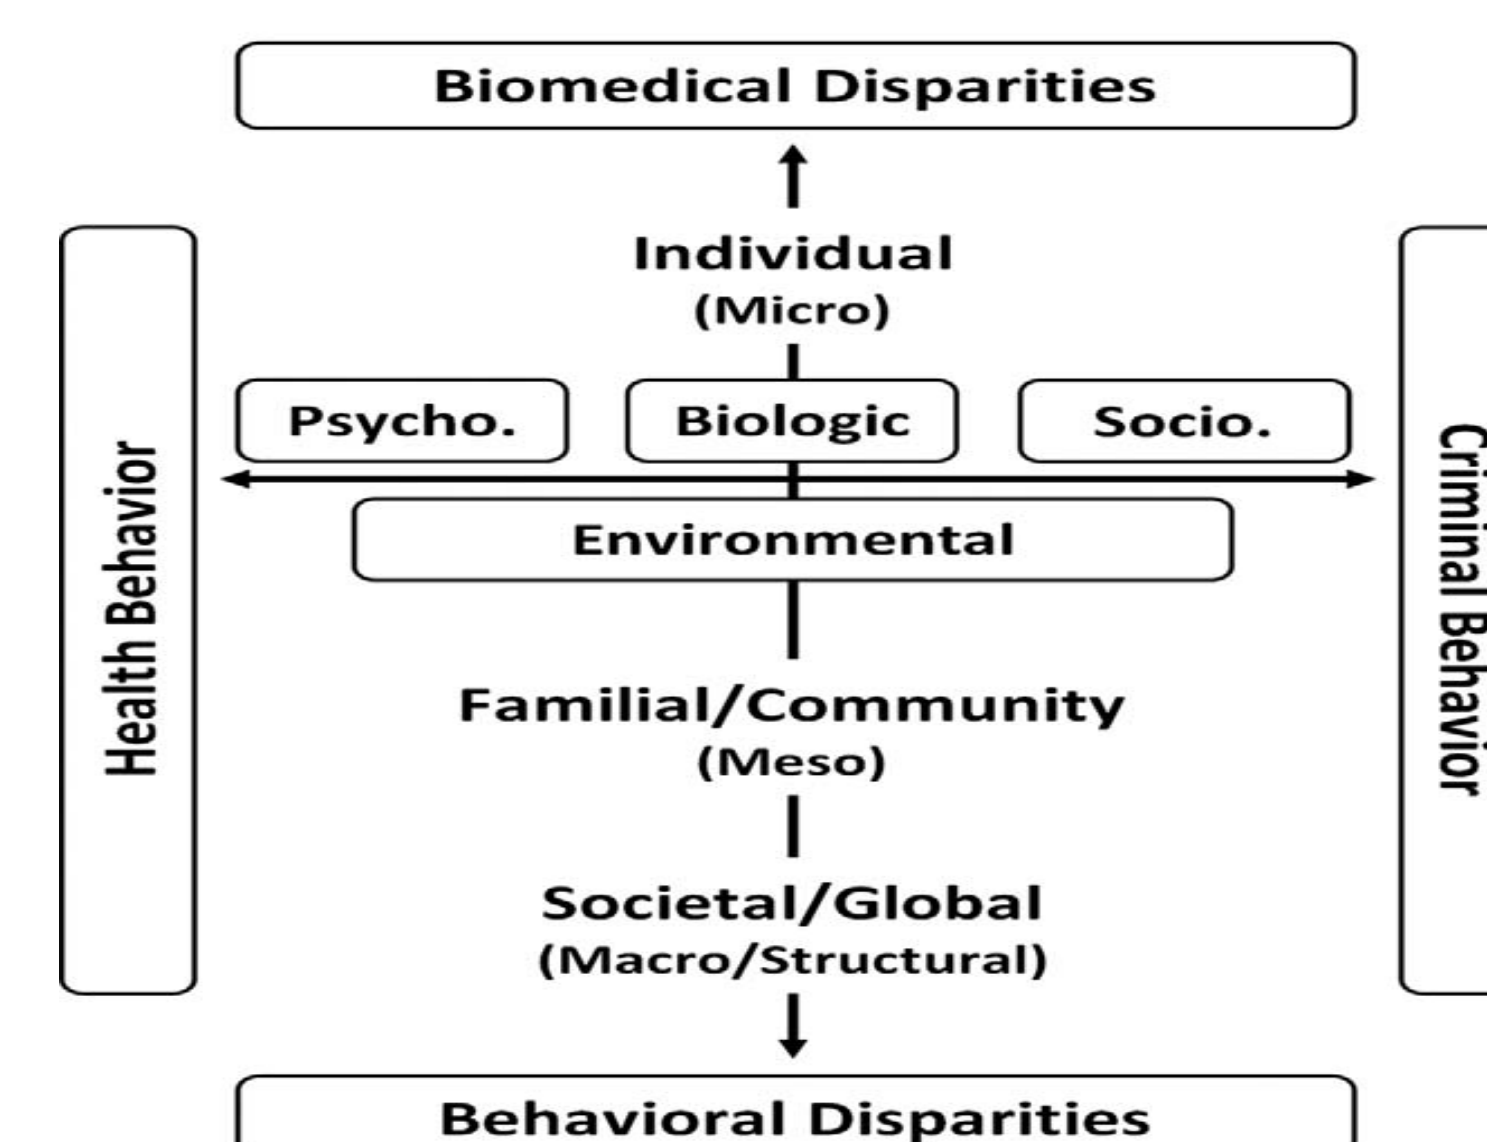 Biomedical Disparities
Individual
(Micro)
Psycho.
Biologic
Socio.
Environmental
Health Behavior
Criminal Behavior
Familial/Community
(Meso)
Societal/Global
(Macro/Structural)
Behavioral Disparities